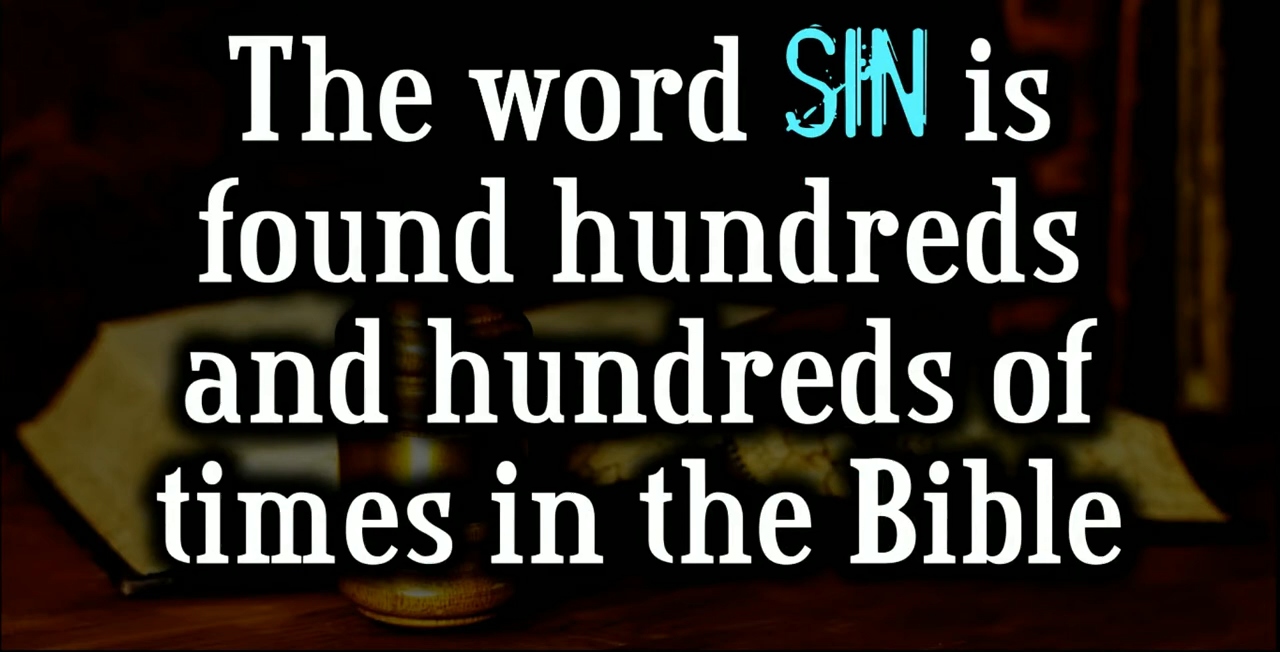 The word SIN is
found hundreds
and hundreds of
times in the Bible